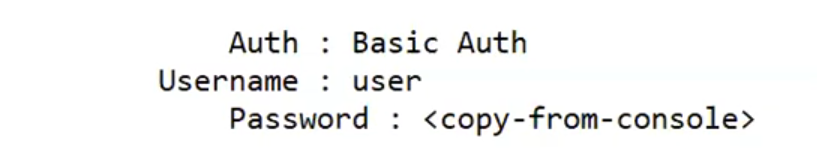 Auth : Basic Auth
Username : user
Password : <copy-from-console>